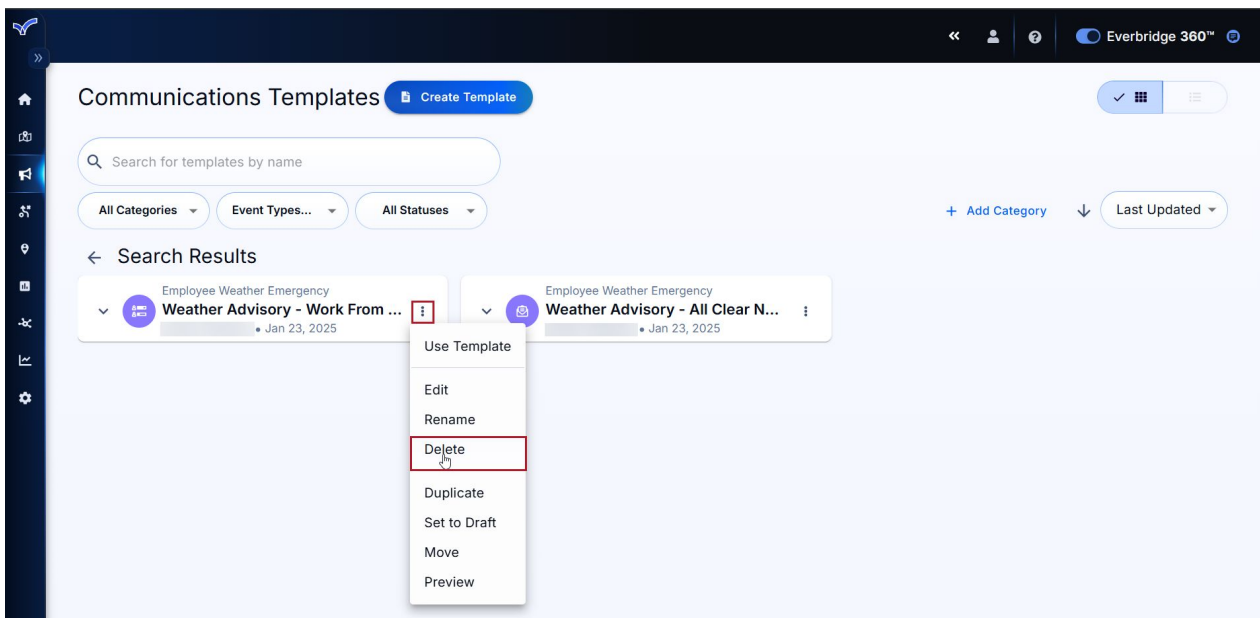 Everbridge 360™
Communications Templates
Create Template
Search for templates by name
All Categories
Event Types...
All Statuses
+ Add Category
Last Updated
Search Results
Employee Weather Emergency
Weather Advisory - Work From ...
• Jan 23, 2025
Employee Weather Emergency
Weather Advisory - All Clear N...
• Jan 23, 2025
Use Template
Edit
Rename
Delete
Duplicate
Set to Draft
Move
Preview